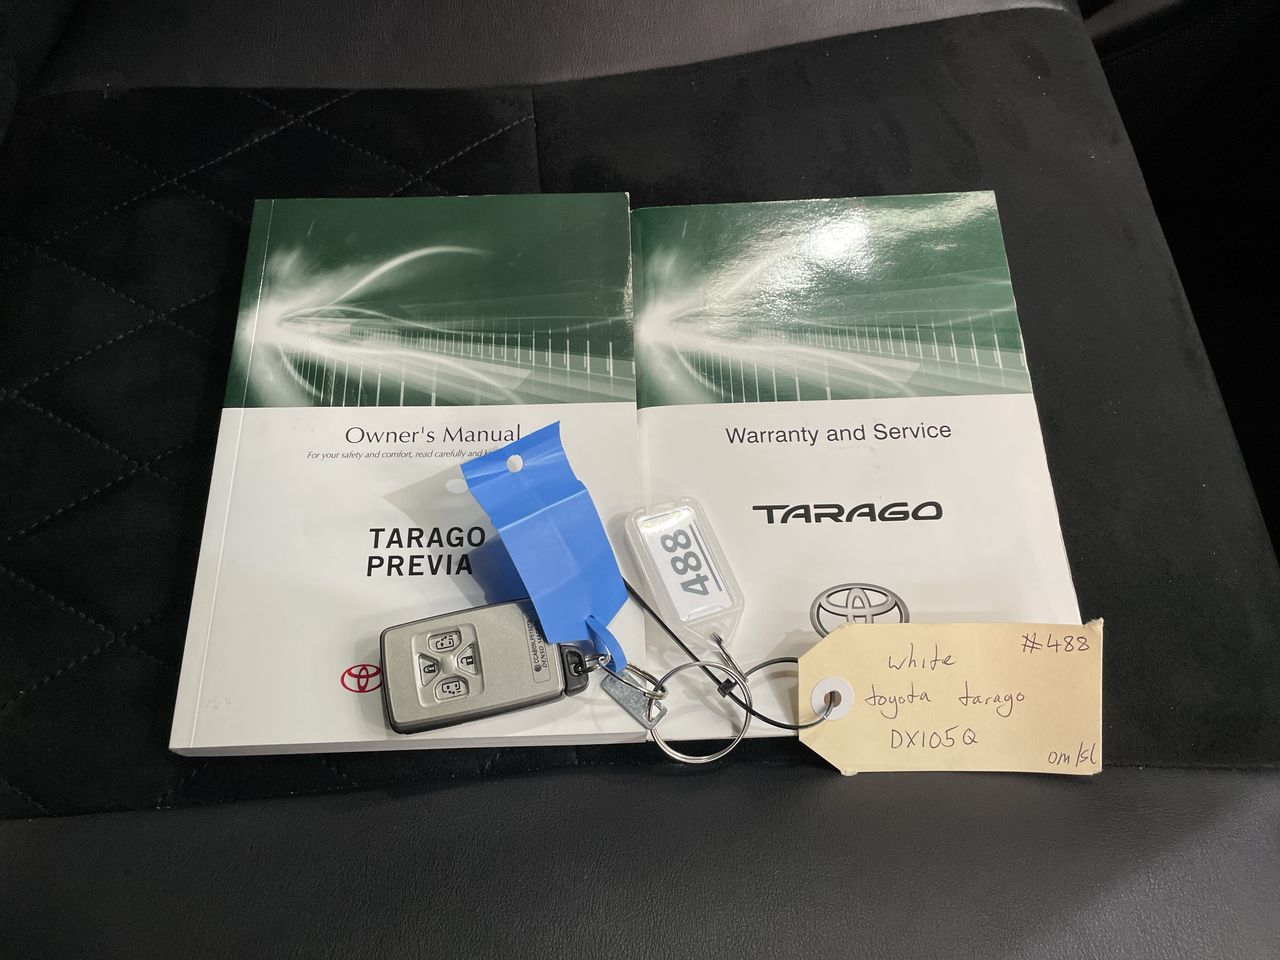 Owner's Manual
For your safety and comfort, read carefully and
TARAGO
PREVIA
Warranty and Service
TARAGO
488
#488
white
toyota tarago
DX105Q
om/sl